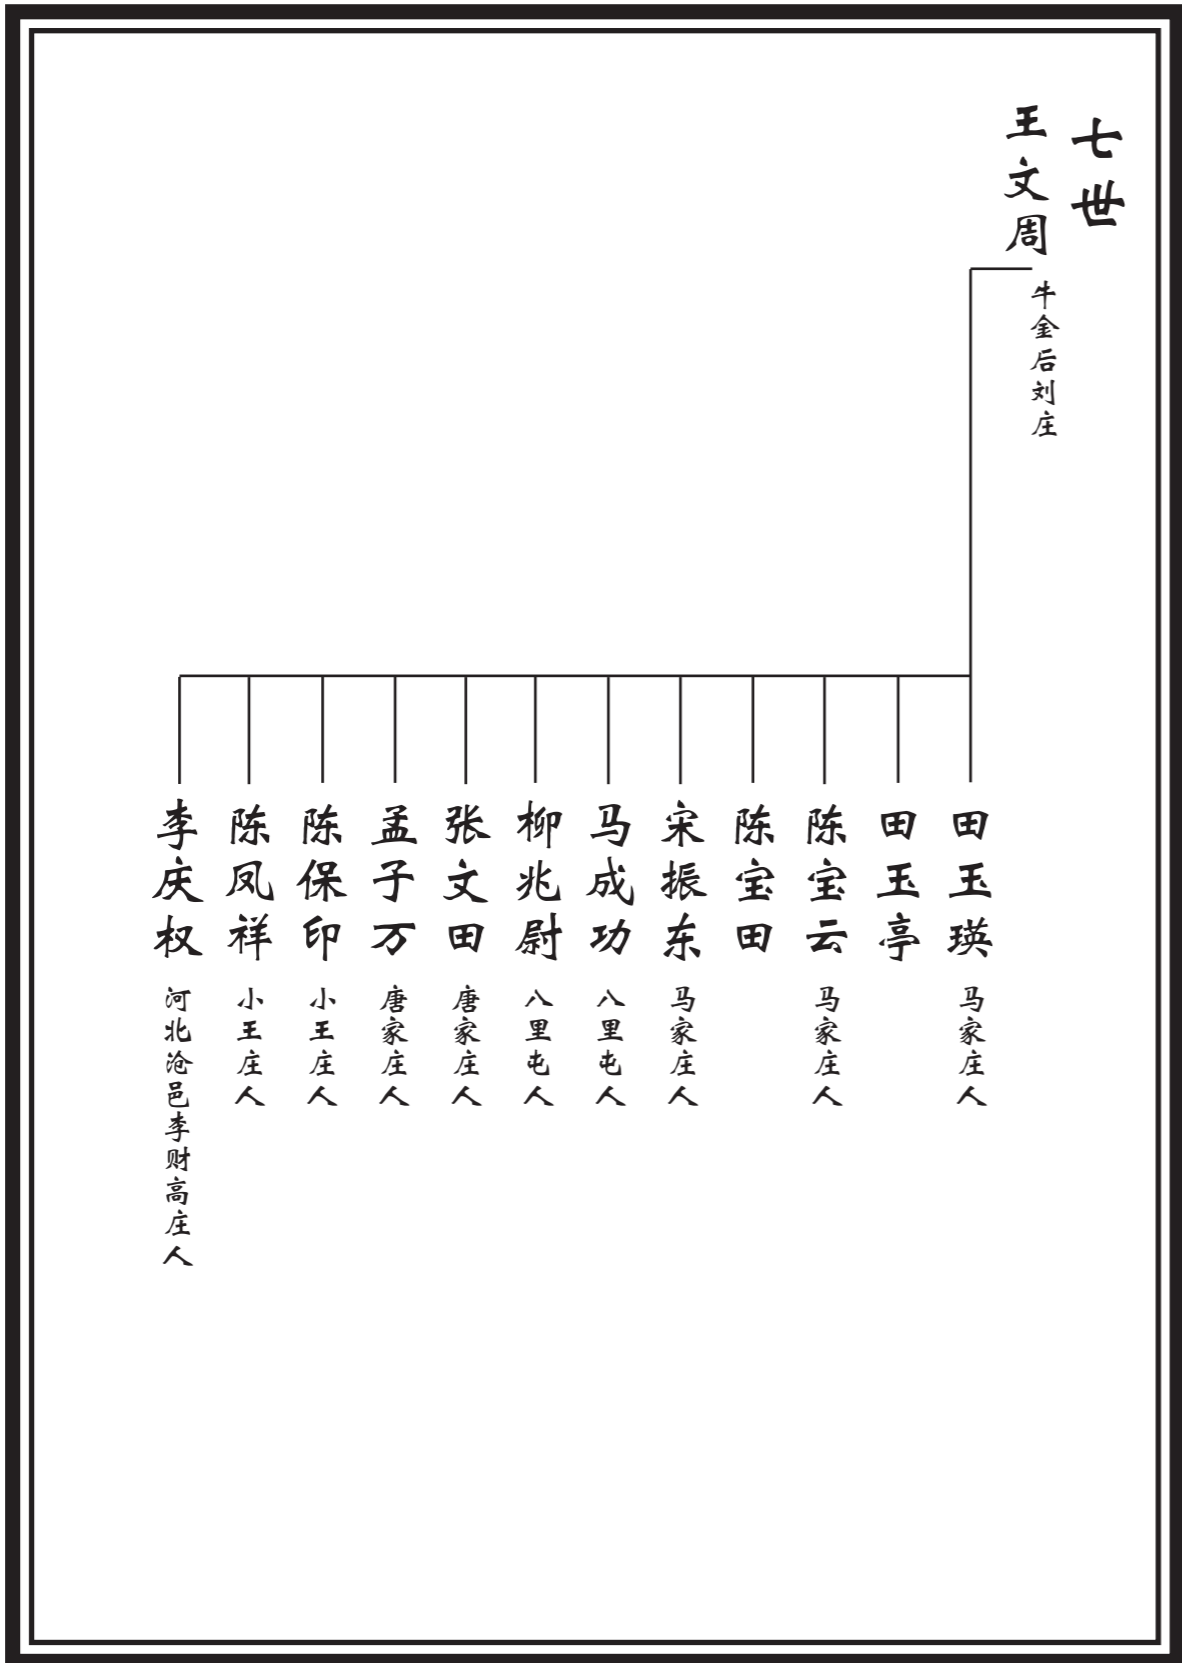 七世
王文周
牛金后刘庄
田玉瑛
马家庄人
田玉亭
陈宝云
马家庄人
陈宝田
宋振东
马家庄人
马成功
八里屯人
柳兆尉
八里屯人
张文田
唐家庄人
孟子万
唐家庄人
陈保印
小王庄人
陈凤祥
小王庄人
李庆权
河北沧邑李财高庄人